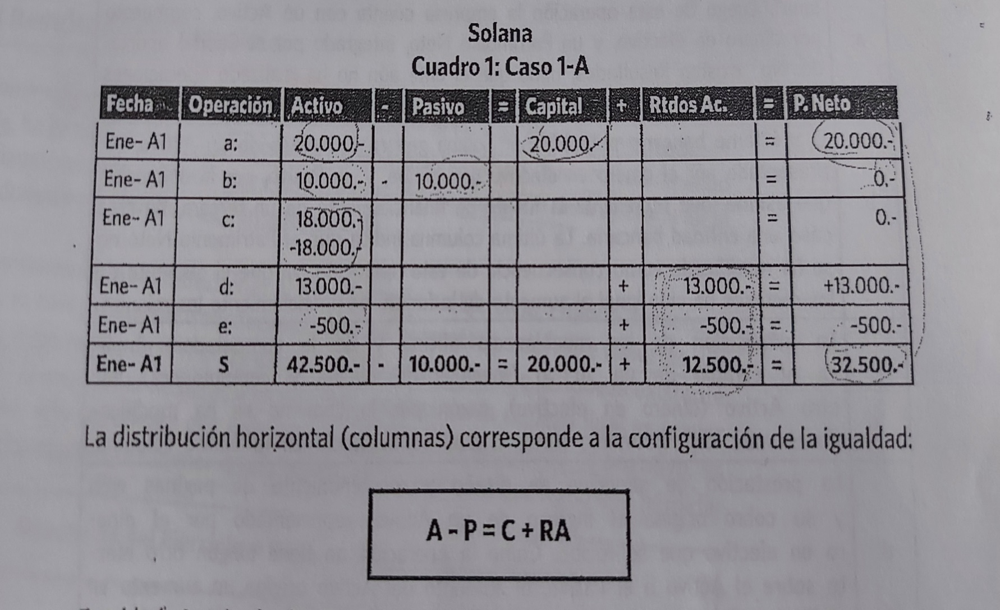 Solana
Cuadro 1: Caso 1-A
Fecha Operación Activo - Pasivo = Capital + Rtdos Ac. = P. Neto
Ene- A1 a: 20.000.- 20.000.- = 20.000.-
Ene- A1 b: 10.000.- - 10.000.- = 0.-
Ene- A1 c: 18.000.- = 0.-
-18.000.-
Ene- A1 d: 13.000.- + 13.000.- = +13.000.-
Ene- A1 e: -500.- + -500.- = -500.-
Ene- A1 S 42.500.- - 10.000.- = 20.000.- + 12.500.- = 32.500.-
La distribución horizontal (columnas) corresponde a la configuración de la igualdad:
A - P = C + RA